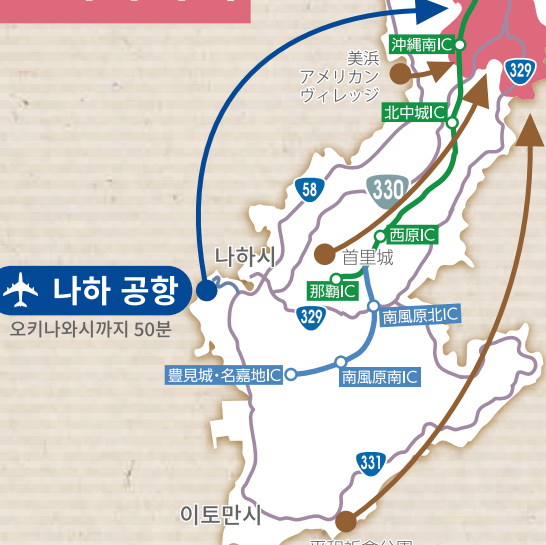 沖縄南IC
美浜
アメリカン
ヴィレッジ
329
北中城IC
58
330
西原IC
나하시
首里城
나하 공항
那覇IC
오키나와시까지 50분
329
南風原北IC
豊見城・名嘉地IC
南風原南IC
331
이토만시